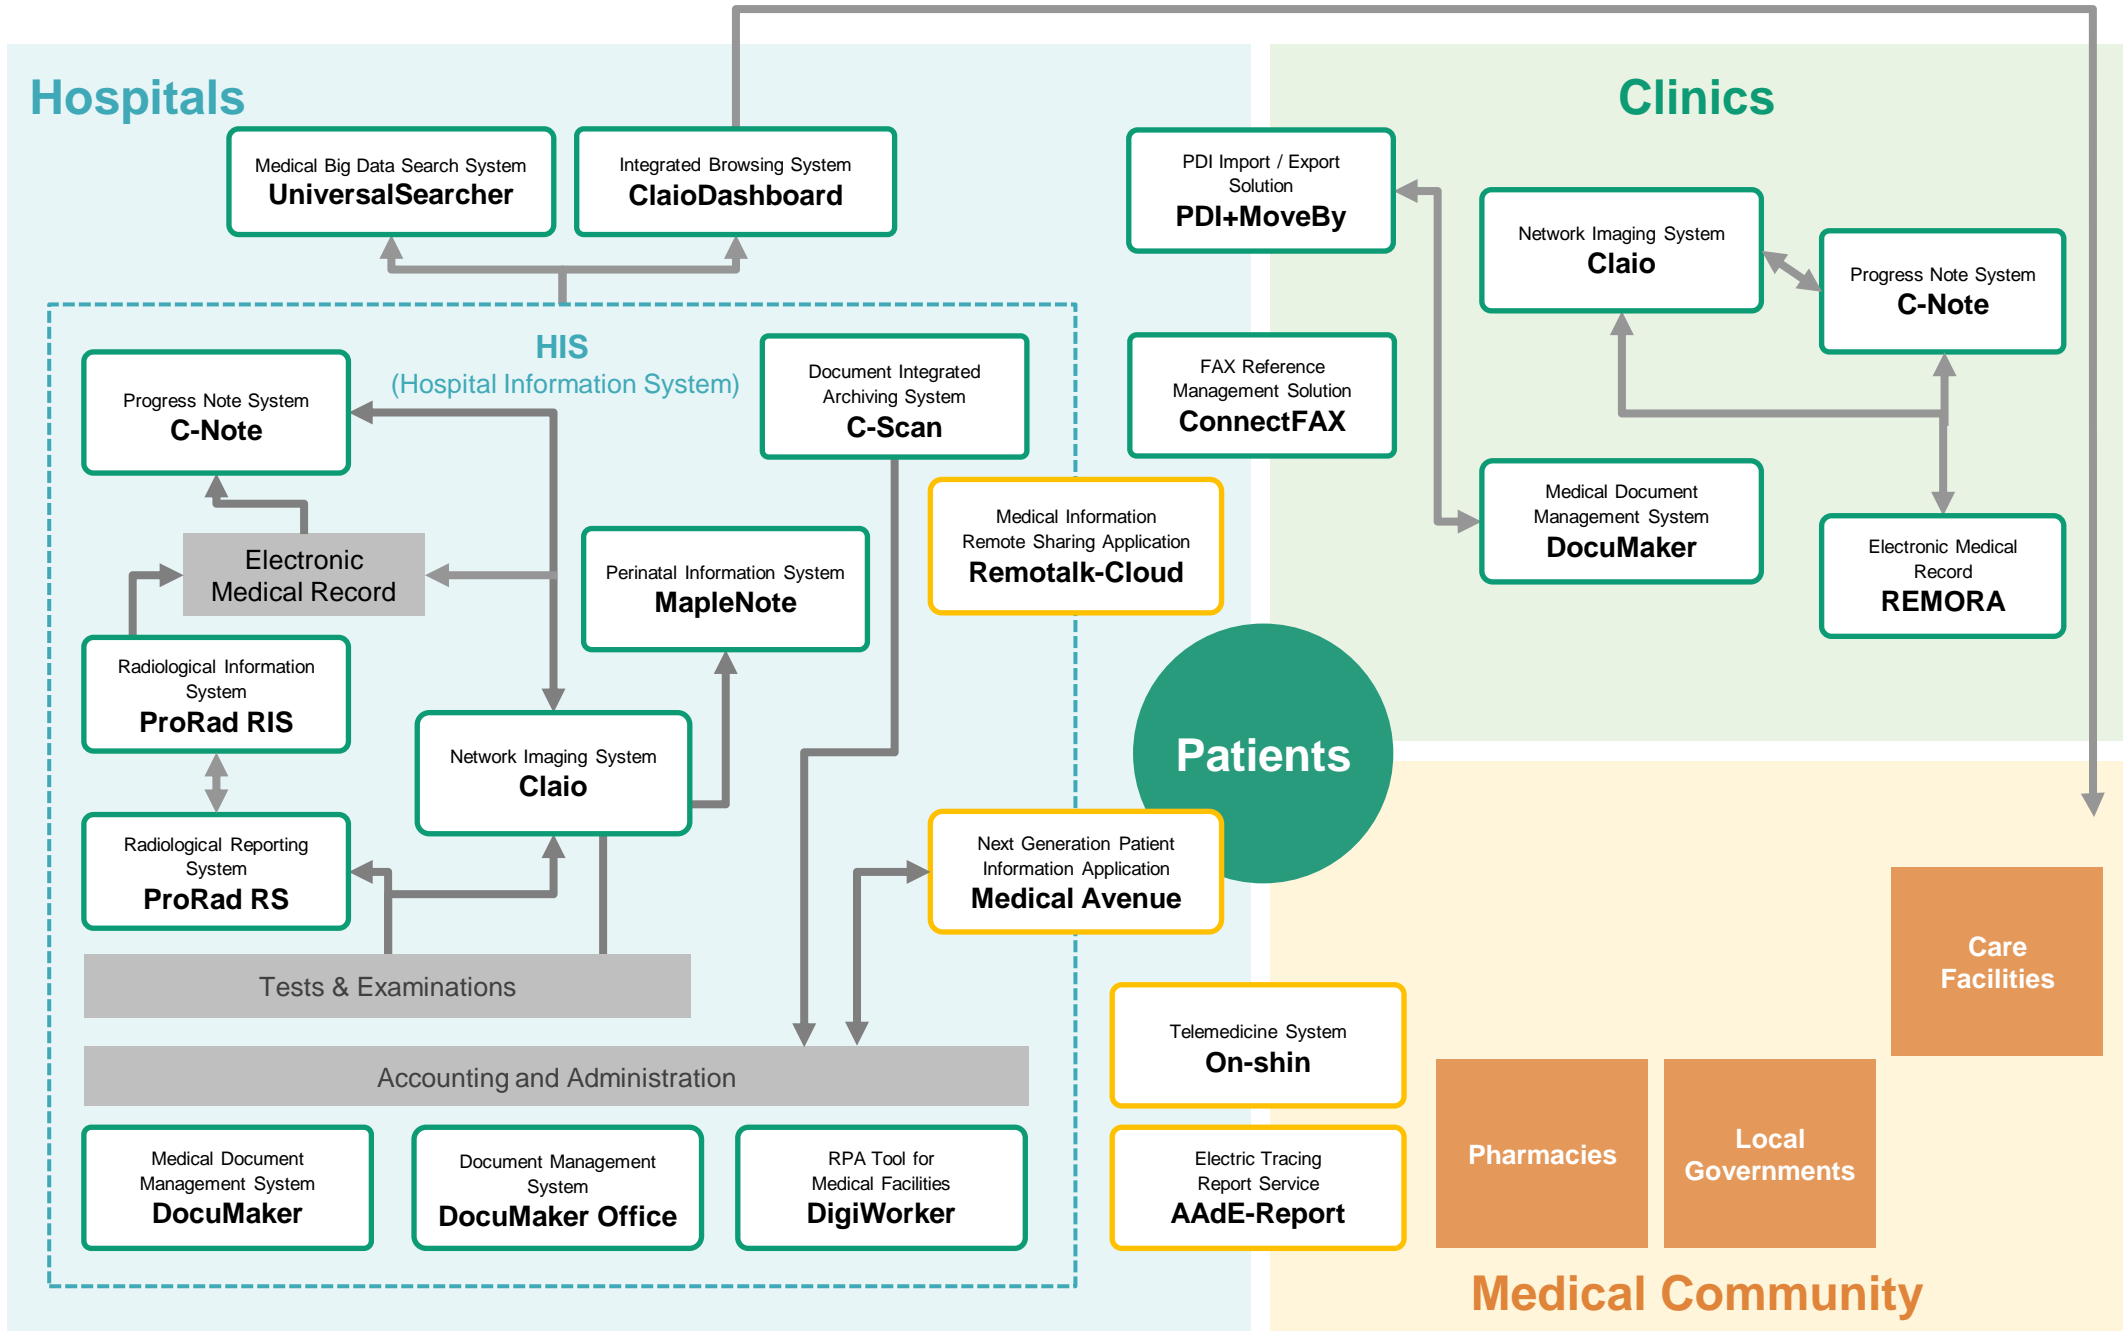 Hospitals
Clinics
Medical Big Data Search System
UniversalSearcher
Integrated Browsing System
ClaioDashboard
PDI Import / Export
Solution
PDI+MoveBy
Network Imaging System
Claio
Progress Note System
C-Note
HIS
(Hospital Information System)
Progress Note System
C-Note
Document Integrated
Archiving System
C-Scan
FAX Reference
Management Solution
ConnectFAX
Medical Document
Management System
DocuMaker
Electronic Medical
Record
REMORA
Electronic
Medical Record
Perinatal Information System
MapleNote
Medical Information
Remote Sharing Application
Remotalk-Cloud
Radiological Information
System
ProRad RIS
Network Imaging System
Claio
Patients
Radiological Reporting
System
ProRad RS
Next Generation Patient
Information Application
Medical Avenue
Tests & Examinations
Accounting and Administration
Telemedicine System
On-shin
Care
Facilities
Medical Document
Management System
DocuMaker
Document Management
System
DocuMaker Office
RPA Tool for
Medical Facilities
DigiWorker
Electric Tracing
Report Service
AAdE-Report
Pharmacies
Local
Governments
Medical Community